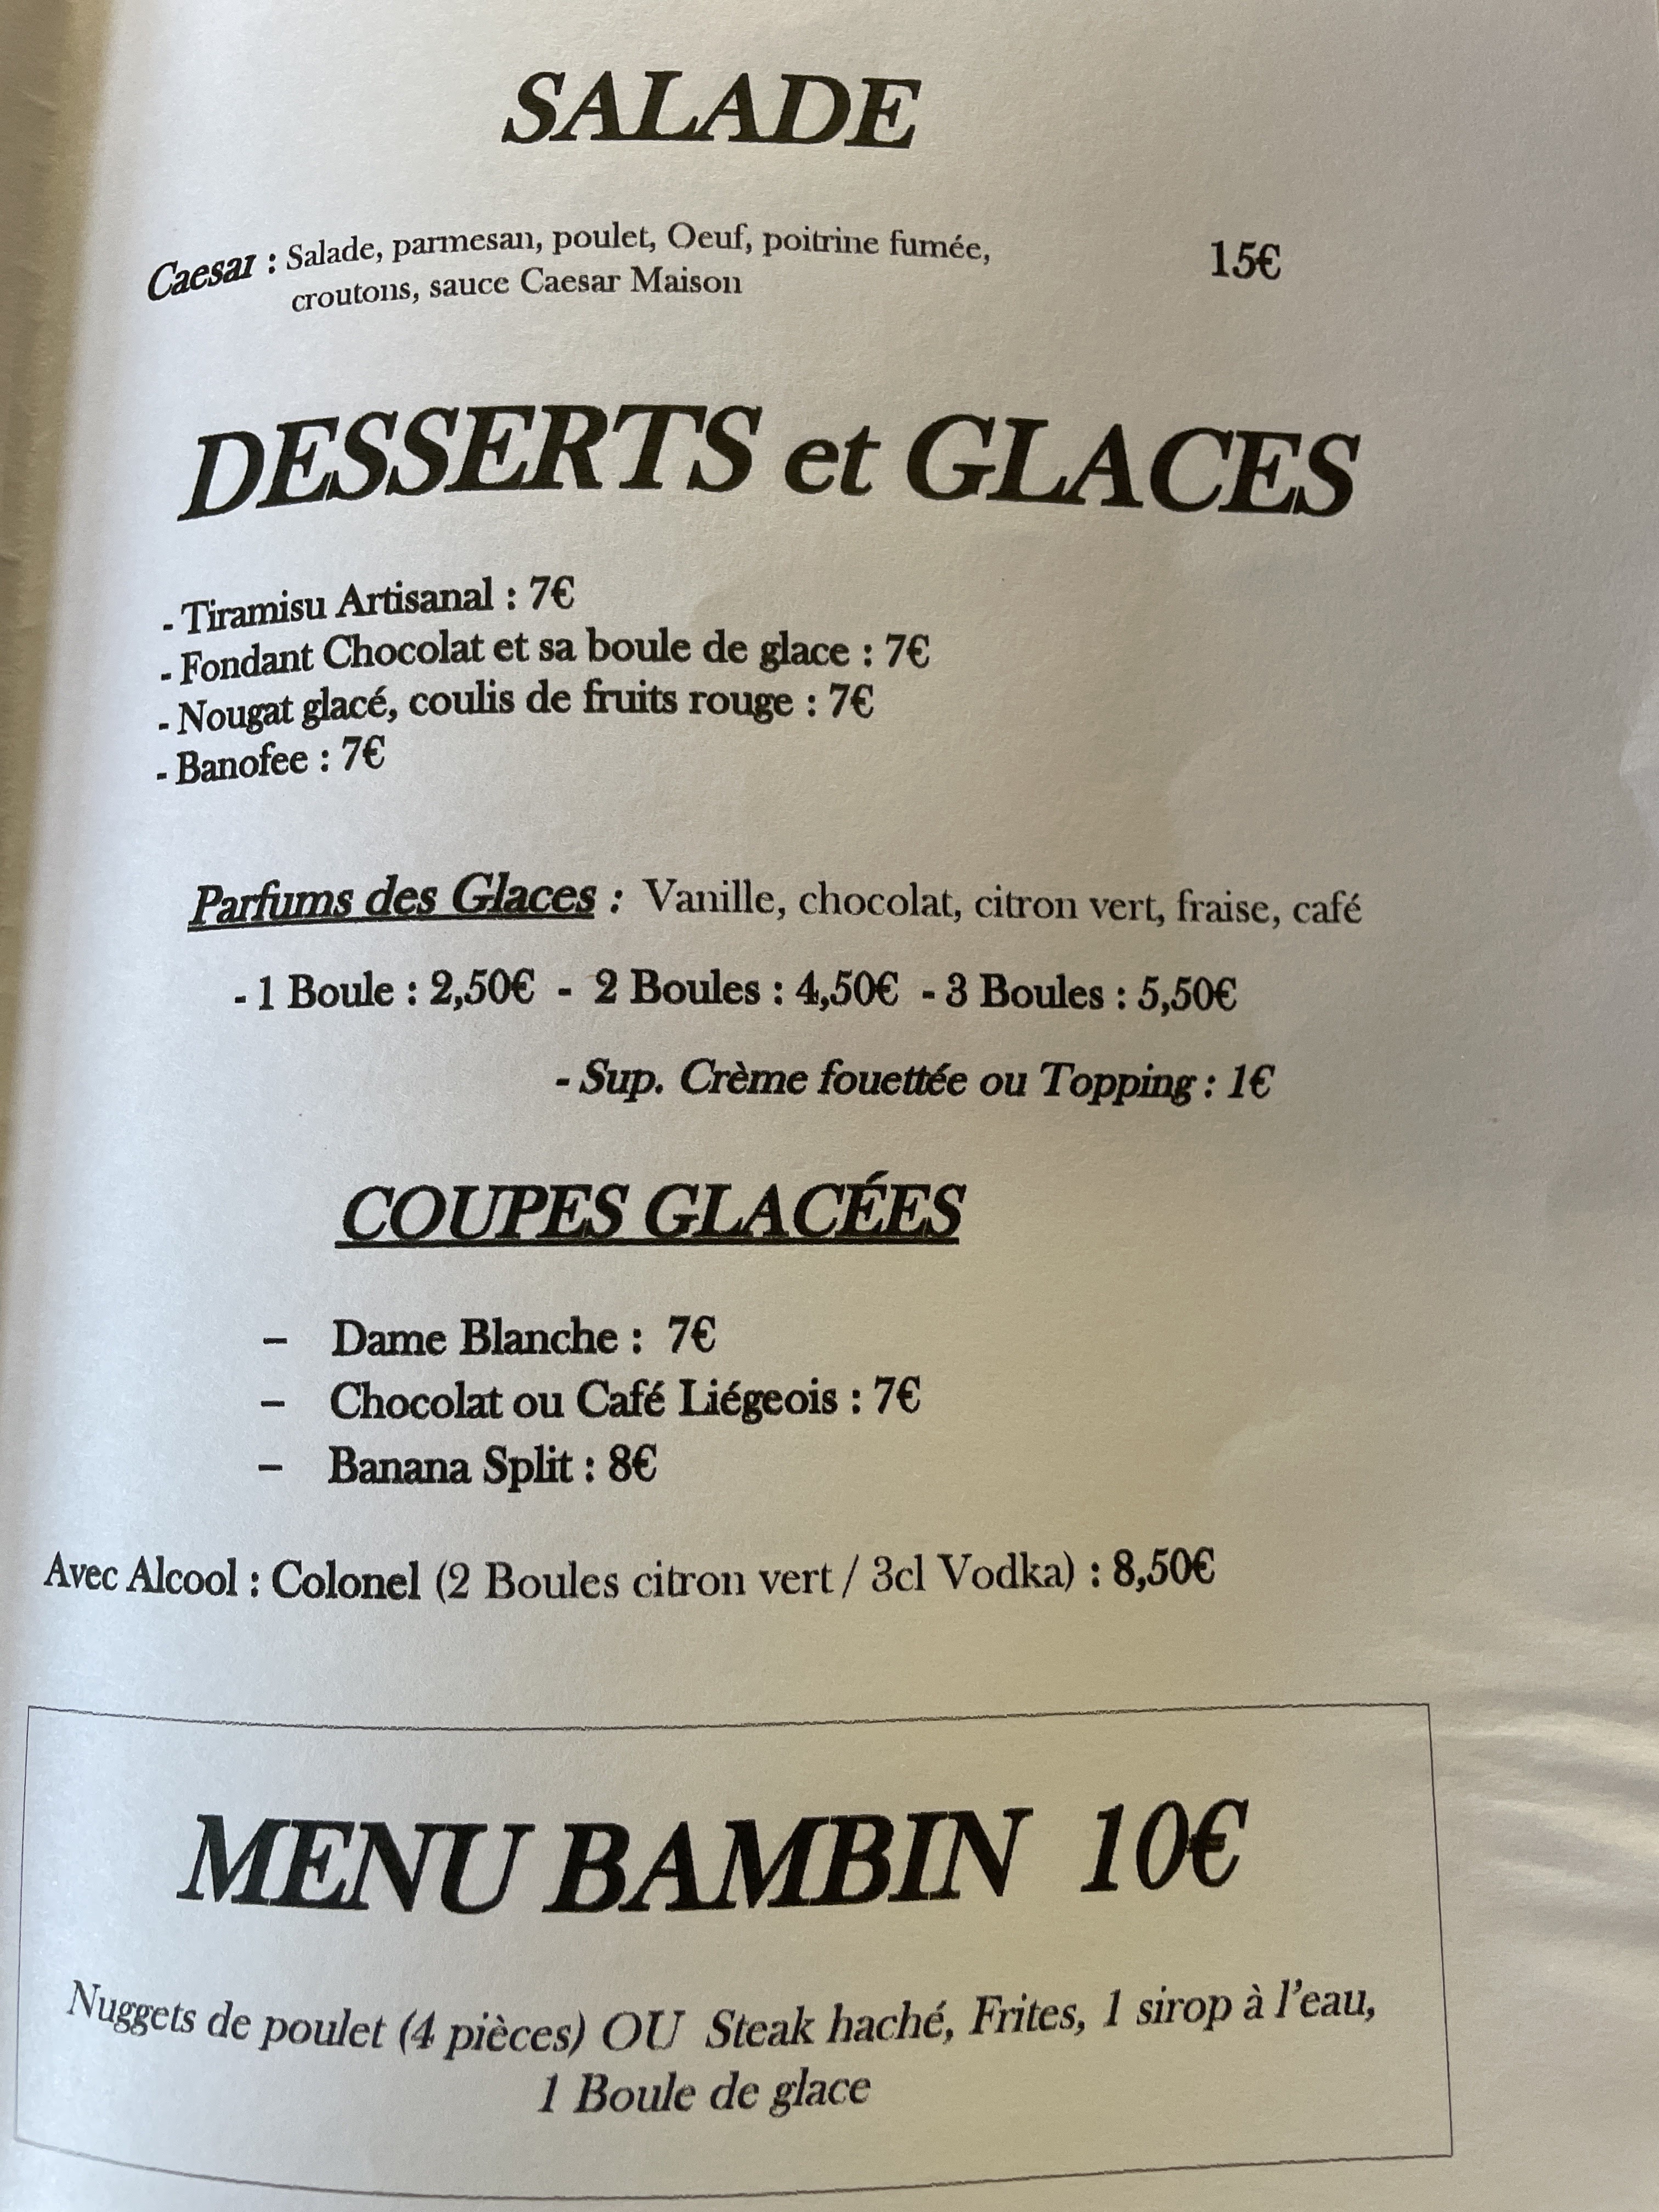 SALADE
Caesar : Salade, parmesan, poulet, Oeuf, poitrine fumée, 15€
croutons, sauce Caesar Maison
DESSERTS et GLACES
- Tiramisu Artisanal : 7€
- Fondant Chocolat et sa boule de glace : 7€
- Nougat glacé, coulis de fruits rouge : 7€
- Banofee : 7€
Parfums des Glaces : Vanille, chocolat, citron vert, fraise, café
- 1 Boule : 2,50€ - 2 Boules : 4,50€ - 3 Boules : 5,50€
- Sup. Crème fouettée ou Topping : 1€
COUPES GLACÉES
– Dame Blanche : 7€
– Chocolat ou Café Liégeois : 7€
– Banana Split : 8€
Avec Alcool : Colonel (2 Boules citron vert / 3cl Vodka) : 8,50€
MENU BAMBIN 10€
Nuggets de poulet (4 pièces) OU Steak haché, Frites, 1 sirop à l'eau,
1 Boule de glace